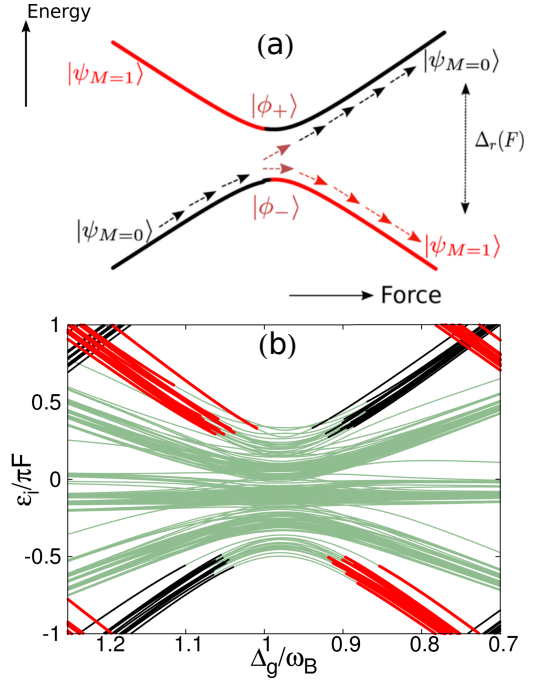 Energy
(a)
|ψ_{M=1}⟩
|ϕ_+⟩
|ψ_{M=0}⟩
Δ_r(F)
|ψ_{M=0}⟩
|ϕ_-⟩
|ψ_{M=1}⟩
Force
(b)
1
0.5
0
-0.5
-1
ε_i/πF
1.2 1.1 1 0.9 0.8 0.7
Δ_g/ω_B